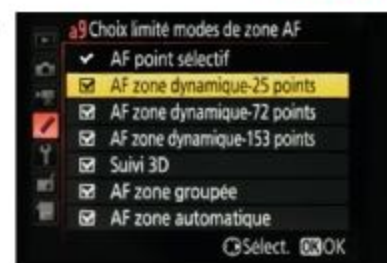 a9 Choix limité modes de zone AF
AF point sélectif
AF zone dynamique-25 points
AF zone dynamique-72 points
AF zone dynamique-153 points
Suivi 3D
AF zone groupée
AF zone automatique
Sélect. OK OK